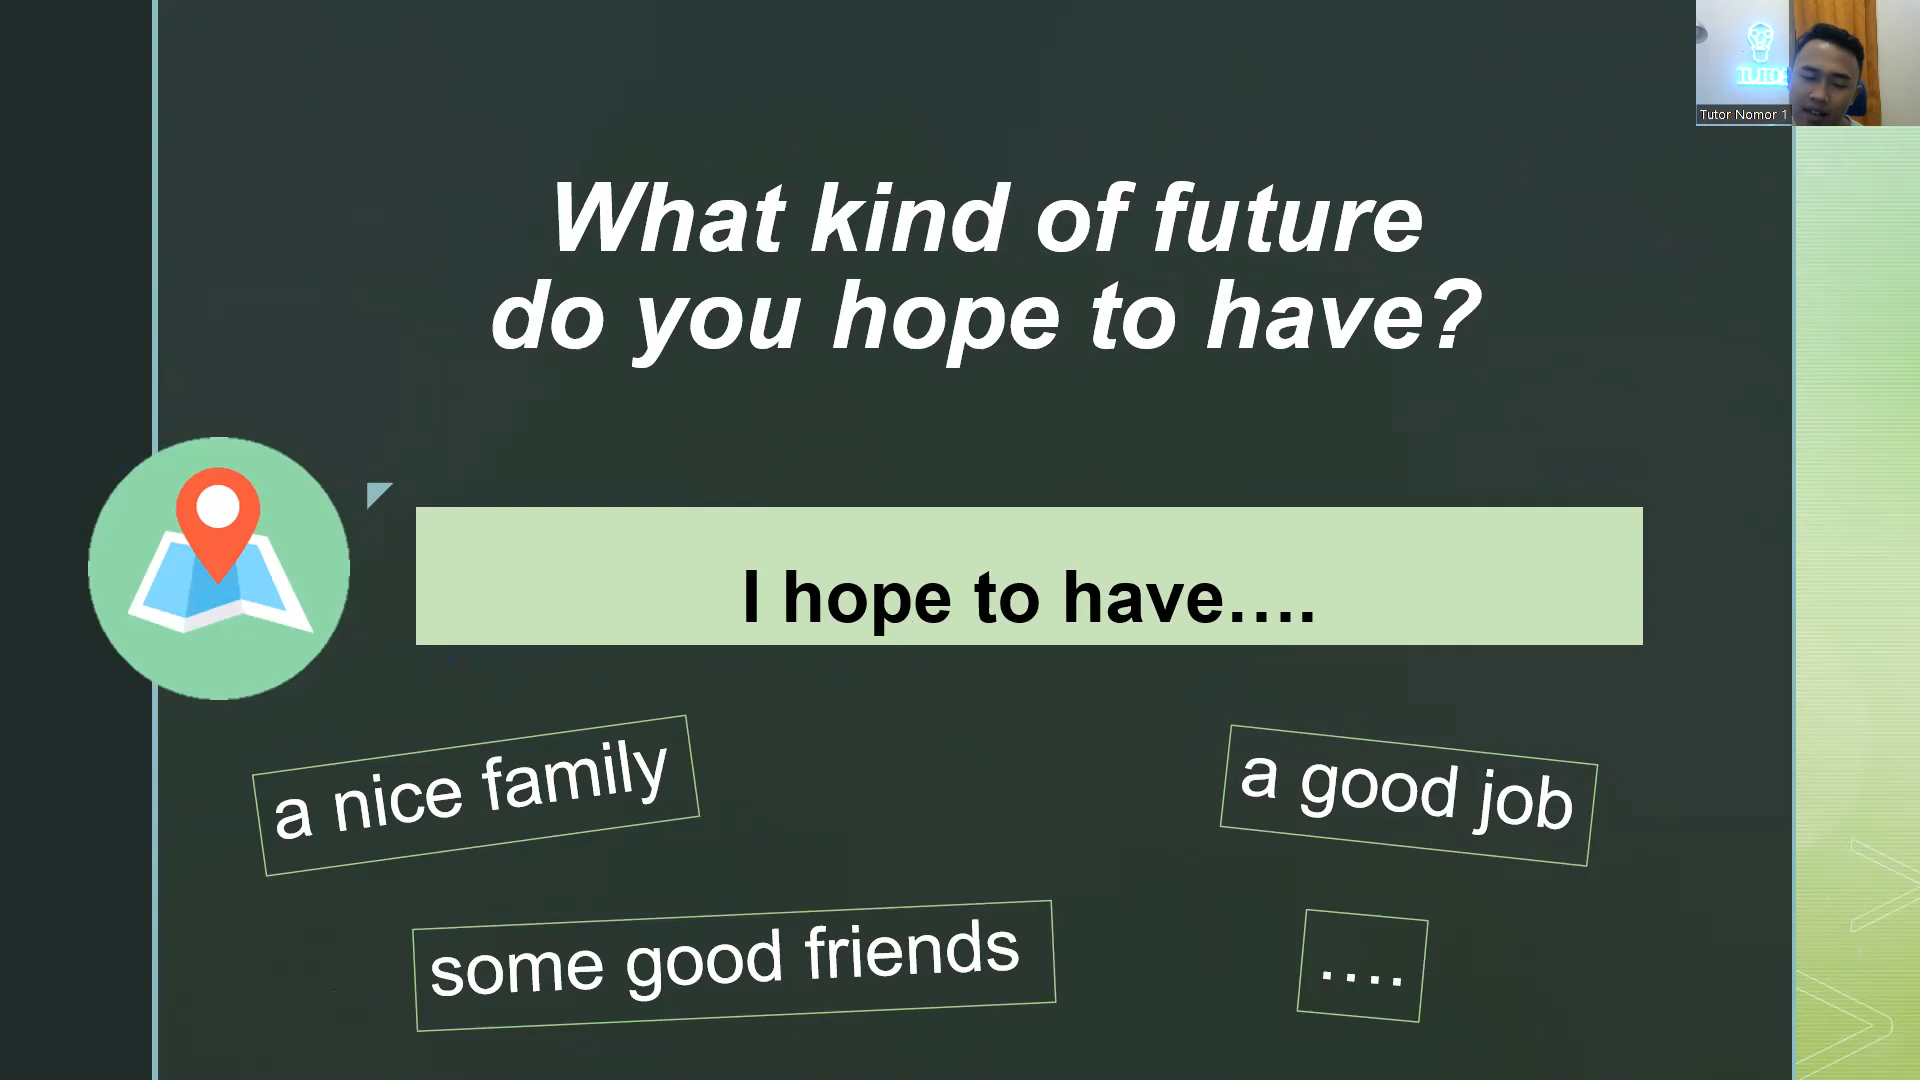 TUTO
Tutor Nomor 1
What kind of future
do you hope to have?
I hope to have....
a nice family
a good job
some good friends
....